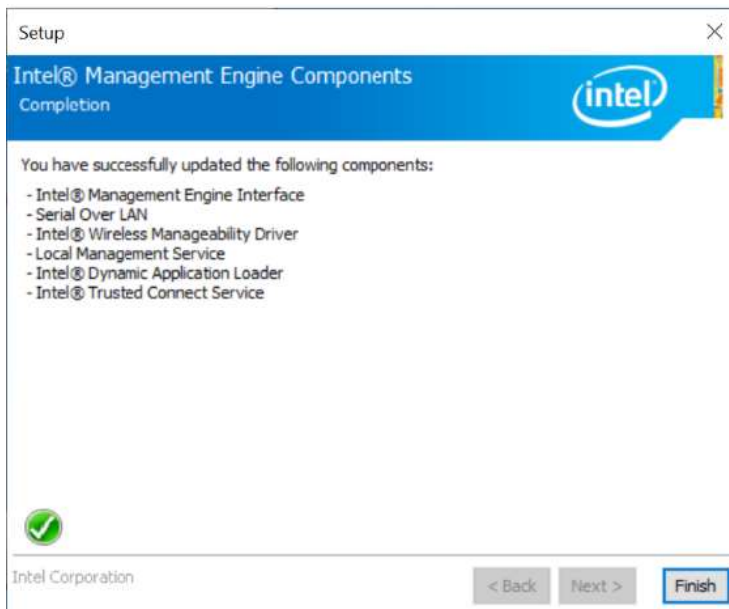 Setup
Intel® Management Engine Components
Completion
intel
You have successfully updated the following components:
- Intel® Management Engine Interface
- Serial Over LAN
- Intel® Wireless Manageability Driver
- Local Management Service
- Intel® Dynamic Application Loader
- Intel® Trusted Connect Service
Intel Corporation
< Back Next > Finish